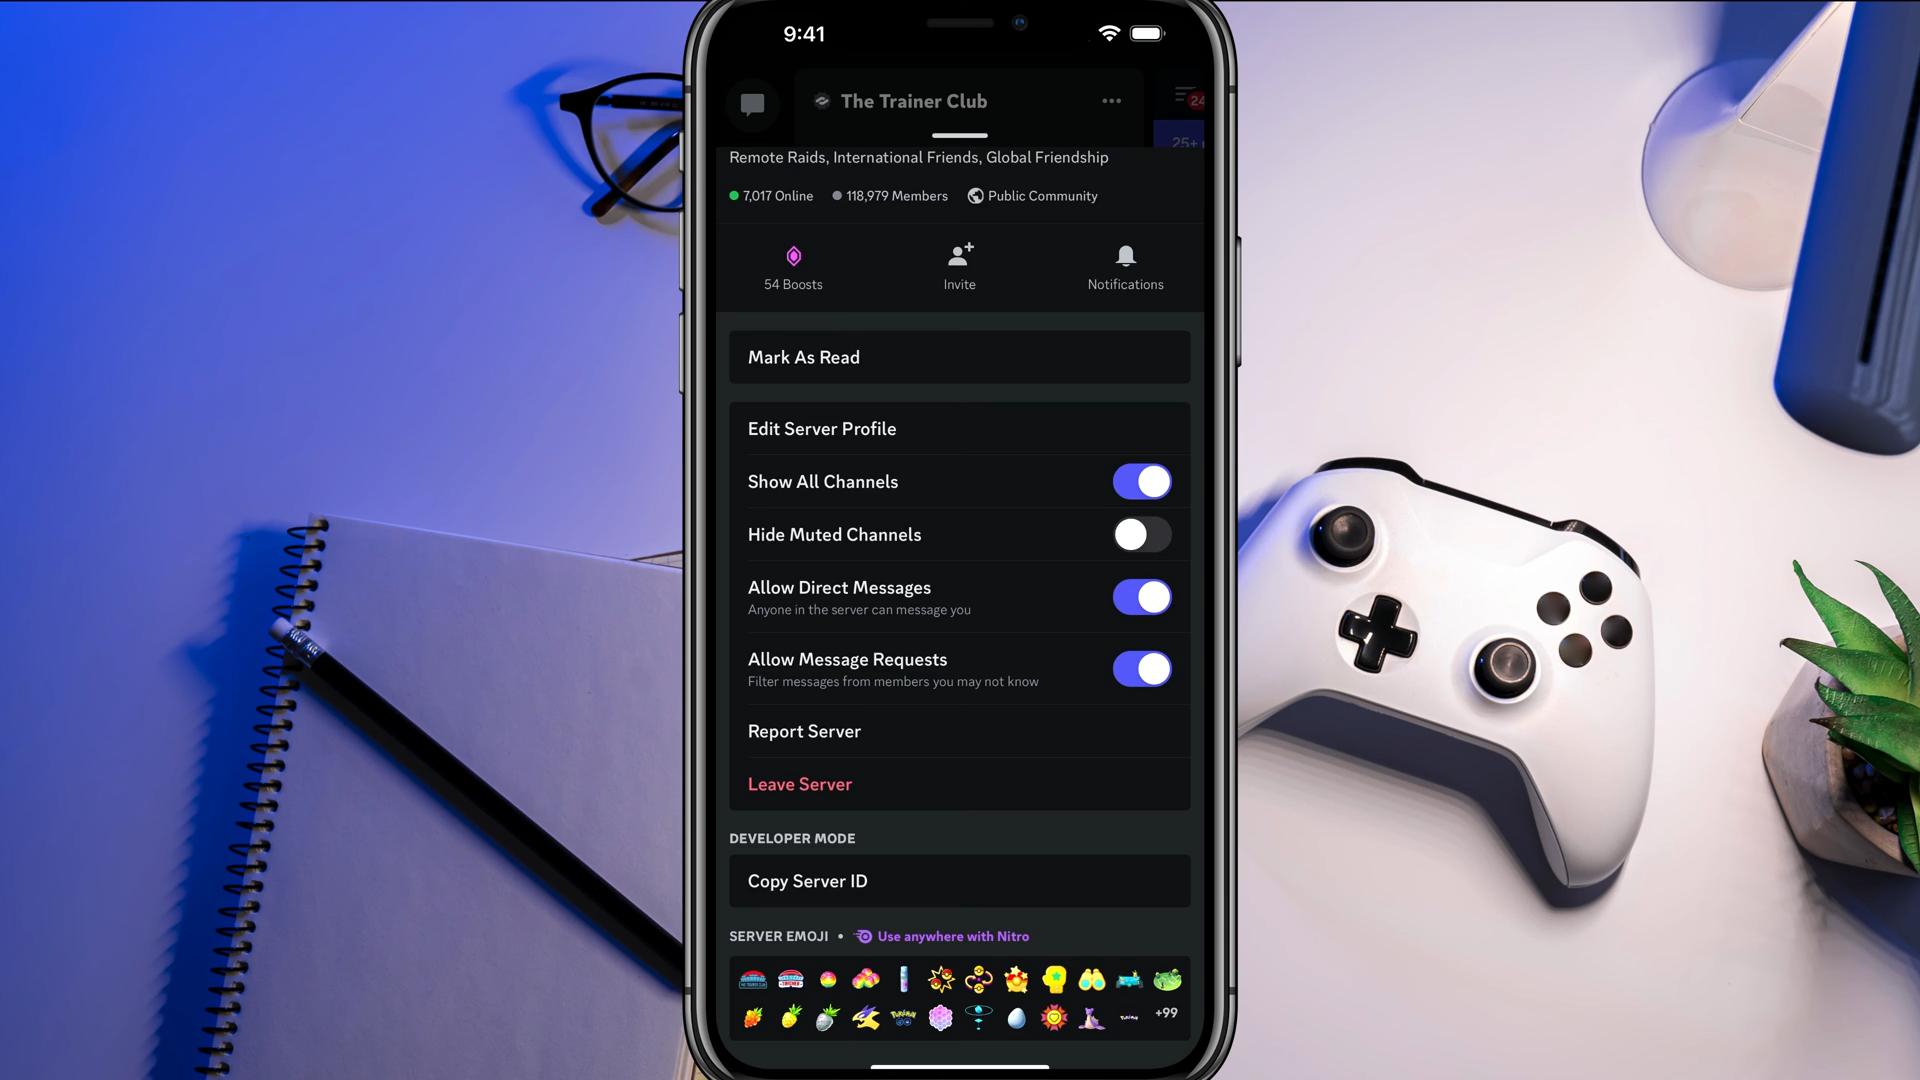 9:41
The Trainer Club
24
25+
Remote Raids, International Friends, Global Friendship
7,017 Online 118,979 Members Public Community
54 Boosts Invite Notifications
Mark As Read
Edit Server Profile
Show All Channels
Hide Muted Channels
Allow Direct Messages
Anyone in the server can message you
Allow Message Requests
Filter messages from members you may not know
Report Server
Leave Server
DEVELOPER MODE
Copy Server ID
SERVER EMOJI • Use anywhere with Nitro
+99